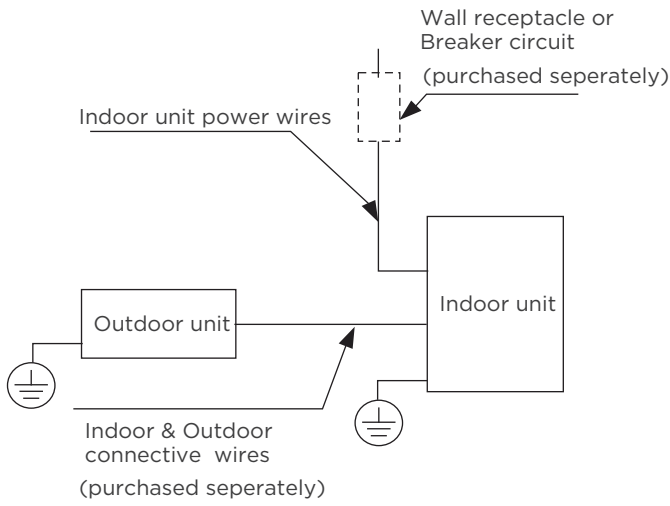 Wall receptacle or
Breaker circuit
(purchased seperately)
Indoor unit power wires
Indoor unit
Outdoor unit
Indoor & Outdoor
connective wires
(purchased seperately)